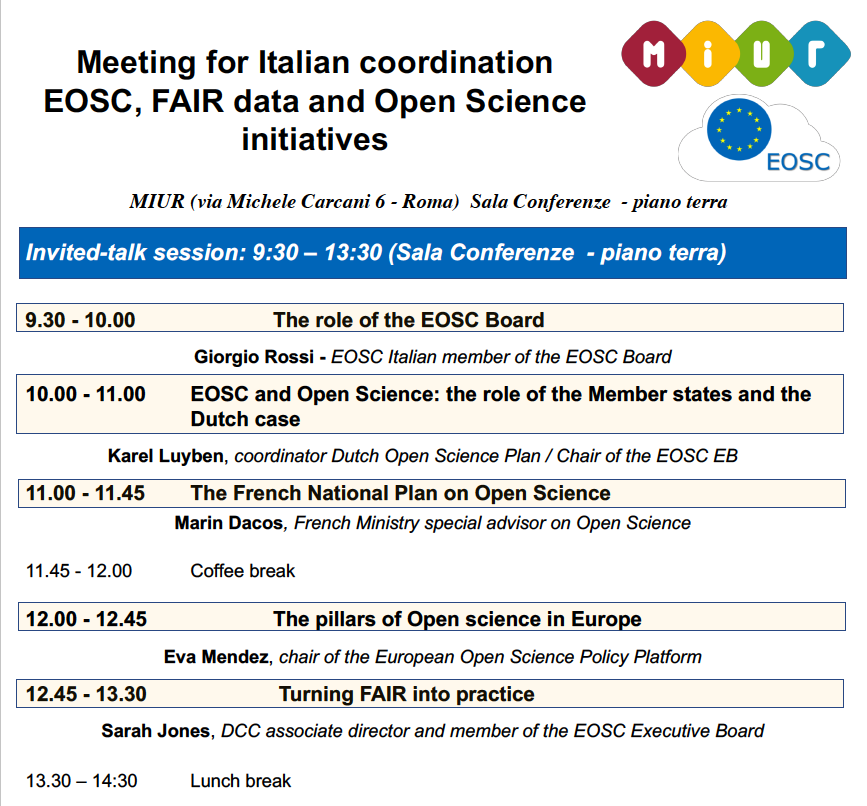 Meeting for Italian coordination
EOSC, FAIR data and Open Science
initiatives
MIUR
EOSC
MIUR (via Michele Carcani 6 - Roma)  Sala Conferenze  - piano terra
Invited-talk session: 9:30 – 13:30 (Sala Conferenze  - piano terra)
9.30 - 10.00 The role of the EOSC Board
Giorgio Rossi - EOSC Italian member of the EOSC Board
10.00 - 11.00 EOSC and Open Science: the role of the Member states and the
Dutch case
Karel Luyben, coordinator Dutch Open Science Plan / Chair of the EOSC EB
11.00 - 11.45 The French National Plan on Open Science
Marin Dacos, French Ministry special advisor on Open Science
11.45 - 12.00 Coffee break
12.00 - 12.45 The pillars of Open science in Europe
Eva Mendez, chair of the European Open Science Policy Platform
12.45 - 13.30 Turning FAIR into practice
Sarah Jones, DCC associate director and member of the EOSC Executive Board
13.30 – 14:30 Lunch break